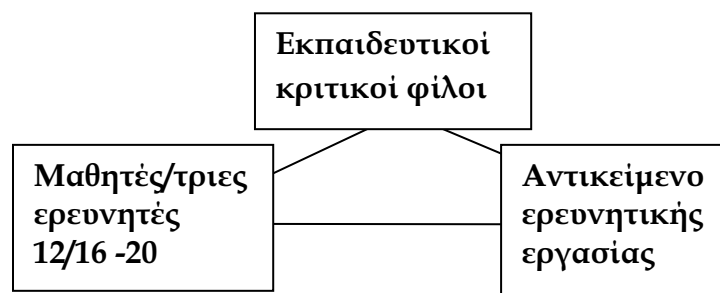 Εκπαιδευτικοί
κριτικοί φίλοι
Μαθητές/τριες
ερευνητές
12/16 -20
Αντικείμενο
ερευνητικής
εργασίας